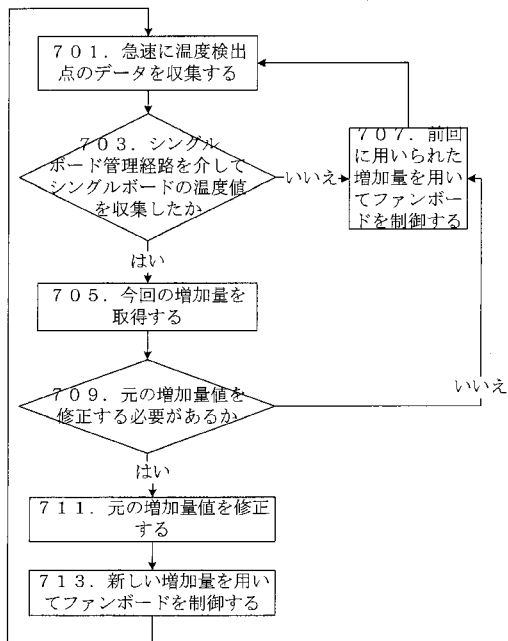 701．急速に温度検出
点のデータを収集する
703．シングル
ボード管理経路を介して
シングルボードの温度値
を収集したか
いいえ
707．前回
に用いられた
増加量を用い
てファンボー
ドを制御する
はい
705．今回の増加量を
取得する
709．元の増加量値を
修正する必要があるか
いいえ
はい
711．元の増加量値を修正
する
713．新しい増加量を用い
てファンボードを制御する